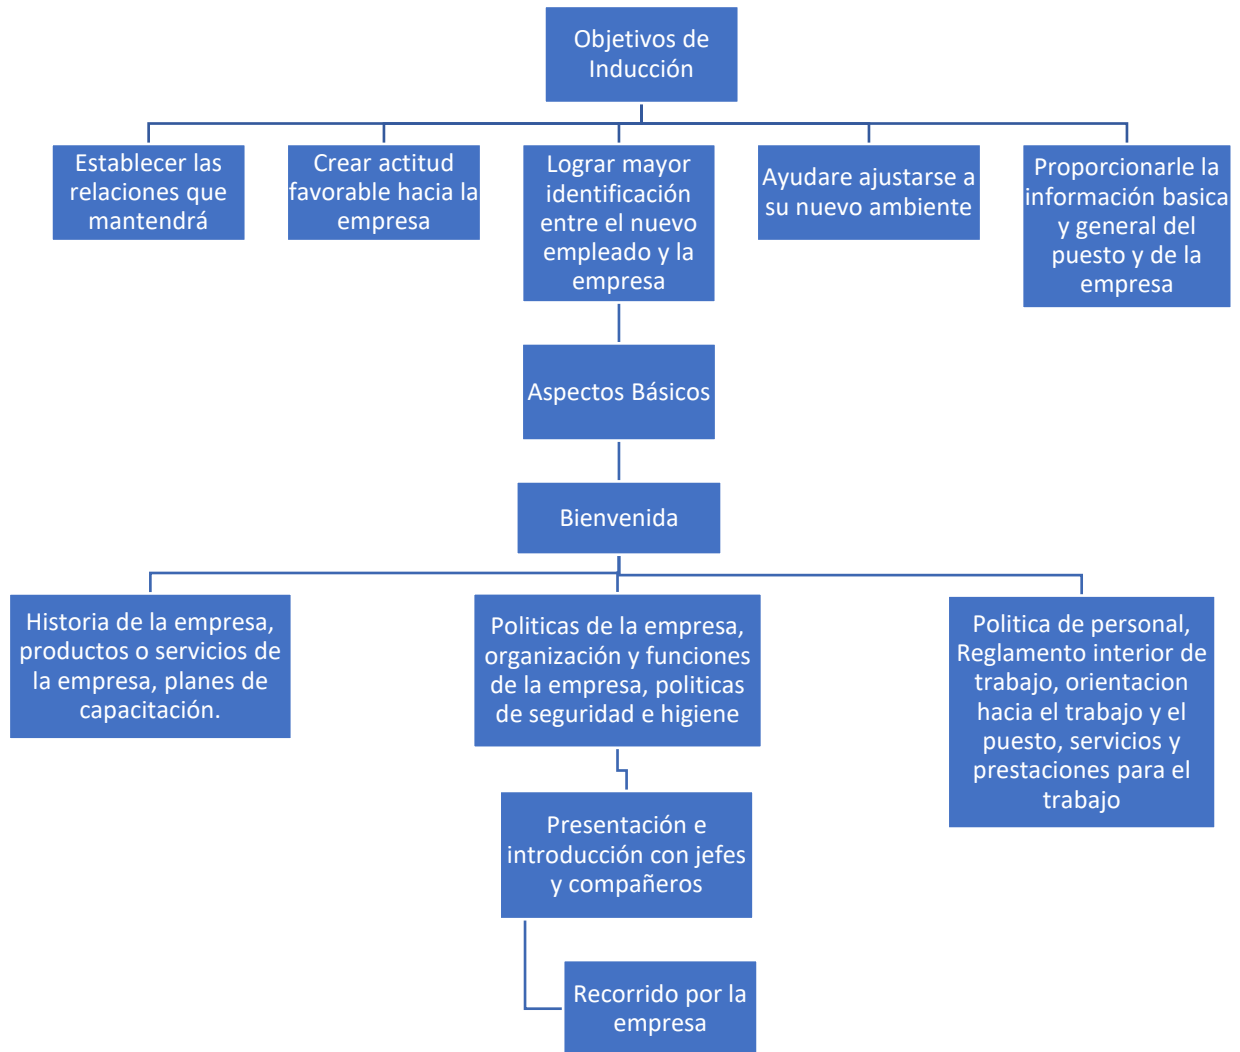 Objetivos de
Inducción
Establecer las
relaciones que
mantendrá
Crear actitud
favorable hacia la
empresa
Lograr mayor
identificación
entre el nuevo
empleado y la
empresa
Ayudare ajustarse a
su nuevo ambiente
Proporcionarle la
información basica
y general del
puesto y de la
empresa
Aspectos Básicos
Bienvenida
Historia de la empresa,
productos o servicios de
la empresa, planes de
capacitación.
Politicas de la empresa,
organización y funciones
de la empresa, politicas
de seguridad e higiene
Politica de personal,
Reglamento interior de
trabajo, orientacion
hacia el trabajo y el
puesto, servicios y
prestaciones para el
trabajo
Presentación e
introducción con jefes
y compañeros
Recorrido por la
empresa